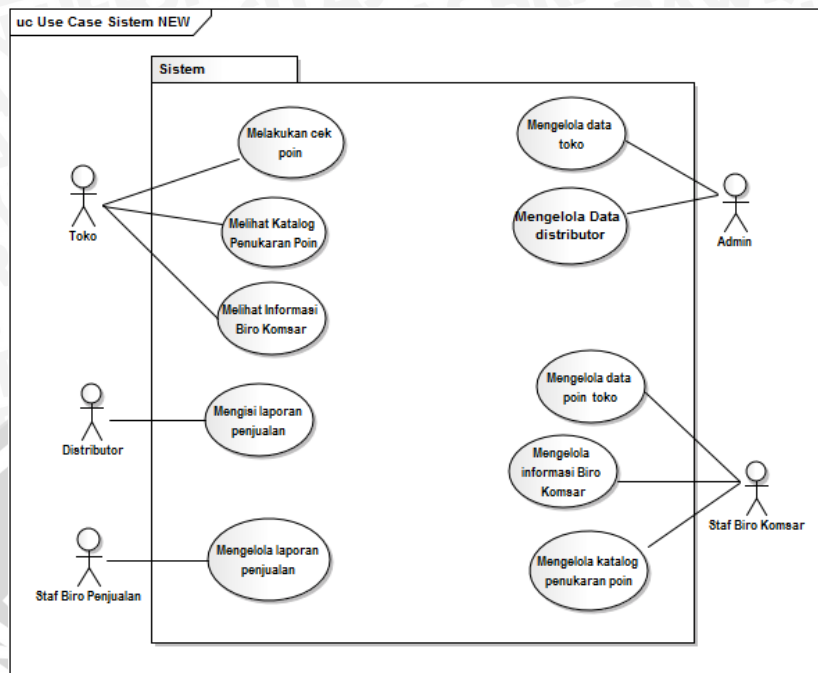 uc Use Case Sistem NEW
Sistem
Melakukan cek
poin
Melihat Katalog
Penukaran Poin
Melihat Informasi
Biro Komsar
Toko
Mengisi laporan
penjualan
Distributor
Mengelola laporan
penjualan
Staf Biro Penjualan
Mengelola data
toko
Mengelola Data
distributor
Admin
Mengelola data
poin toko
Mengelola
informasi Biro
Komsar
Mengelola katalog
penukaran poin
Staf Biro Komsar